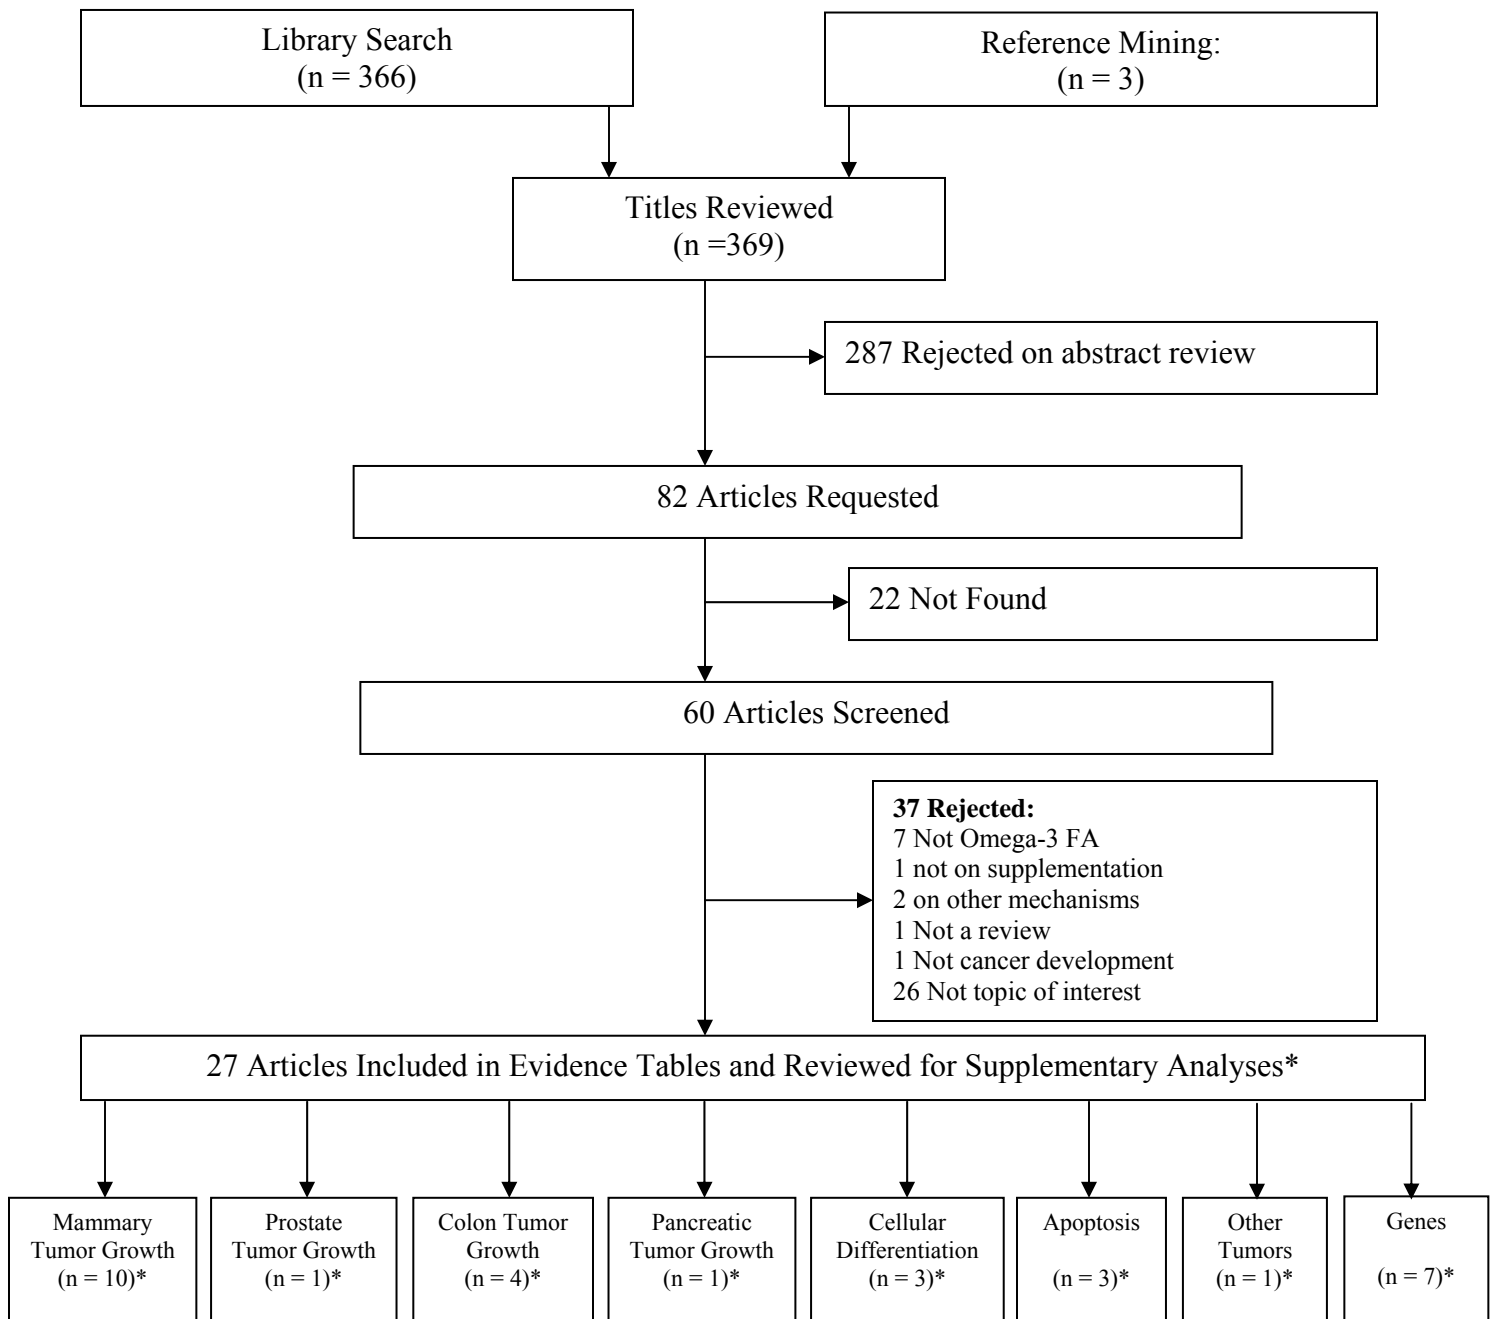 Library Search
(n = 366)
Reference Mining:
(n = 3)
Titles Reviewed
(n =369)
287 Rejected on abstract review
82 Articles Requested
22 Not Found
60 Articles Screened
37 Rejected:
7 Not Omega-3 FA
1 not on supplementation
2 on other mechanisms
1 Not a review
1 Not cancer development
26 Not topic of interest
27 Articles Included in Evidence Tables and Reviewed for Supplementary Analyses*
Mammary
Tumor Growth
(n = 10)*
Prostate
Tumor Growth
(n = 1)*
Colon Tumor
Growth
(n = 4)*
Pancreatic
Tumor Growth
(n = 1)*
Cellular
Differentiation
(n = 3)*
Apoptosis
(n = 3)*
Other
Tumors
(n = 1)*
Genes
(n = 7)*